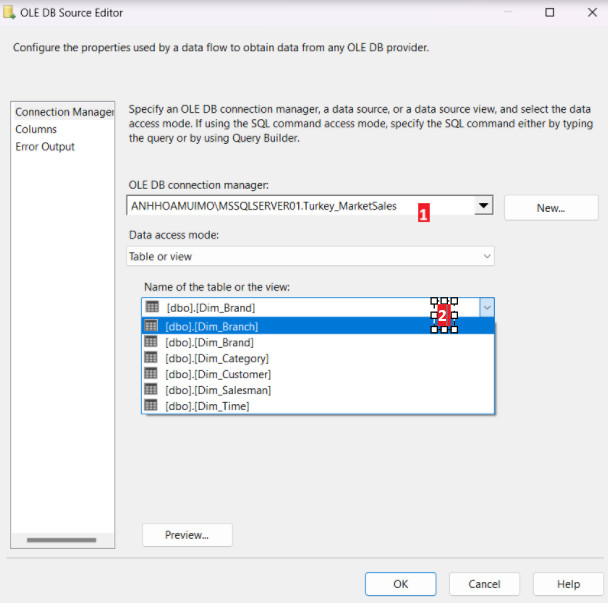 OLE DB Source Editor
Configure the properties used by a data flow to obtain data from any OLE DB provider.
Connection Manager
Columns
Error Output
Specify an OLE DB connection manager, a data source, or a data source view, and select the data
access mode. If using the SQL command access mode, specify the SQL command either by typing
the query or by using Query Builder.
OLE DB connection manager:
ANHHOAMUIMO\MSSQLSERVER01.Turkey_MarketSales
1
New...
Data access mode:
Table or view
Name of the table or the view:
[dbo].[Dim_Brand]
2
[dbo].[Dim_Branch]
[dbo].[Dim_Brand]
[dbo].[Dim_Category]
[dbo].[Dim_Customer]
[dbo].[Dim_Salesman]
[dbo].[Dim_Time]
Preview...
OK
Cancel
Help